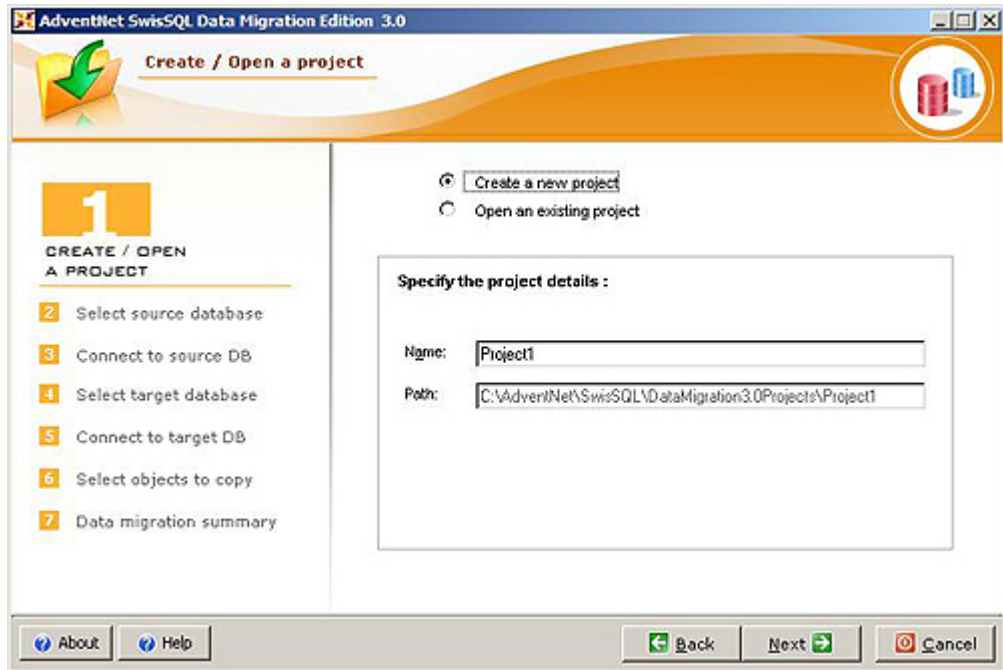 AdventNet SwisSQL Data Migration Edition 3.0
Create / Open a project
1
CREATE / OPEN
A PROJECT
2 Select source database
3 Connect to source DB
4 Select target database
5 Connect to target DB
6 Select objects to copy
7 Data migration summary
Create a new project
Open an existing project
Specify the project details :
Name: Project1
Path: C:\AdventNet\SwisSQL\DataMigration3.0Projects\Project1
About
Help
Back
Next
Cancel